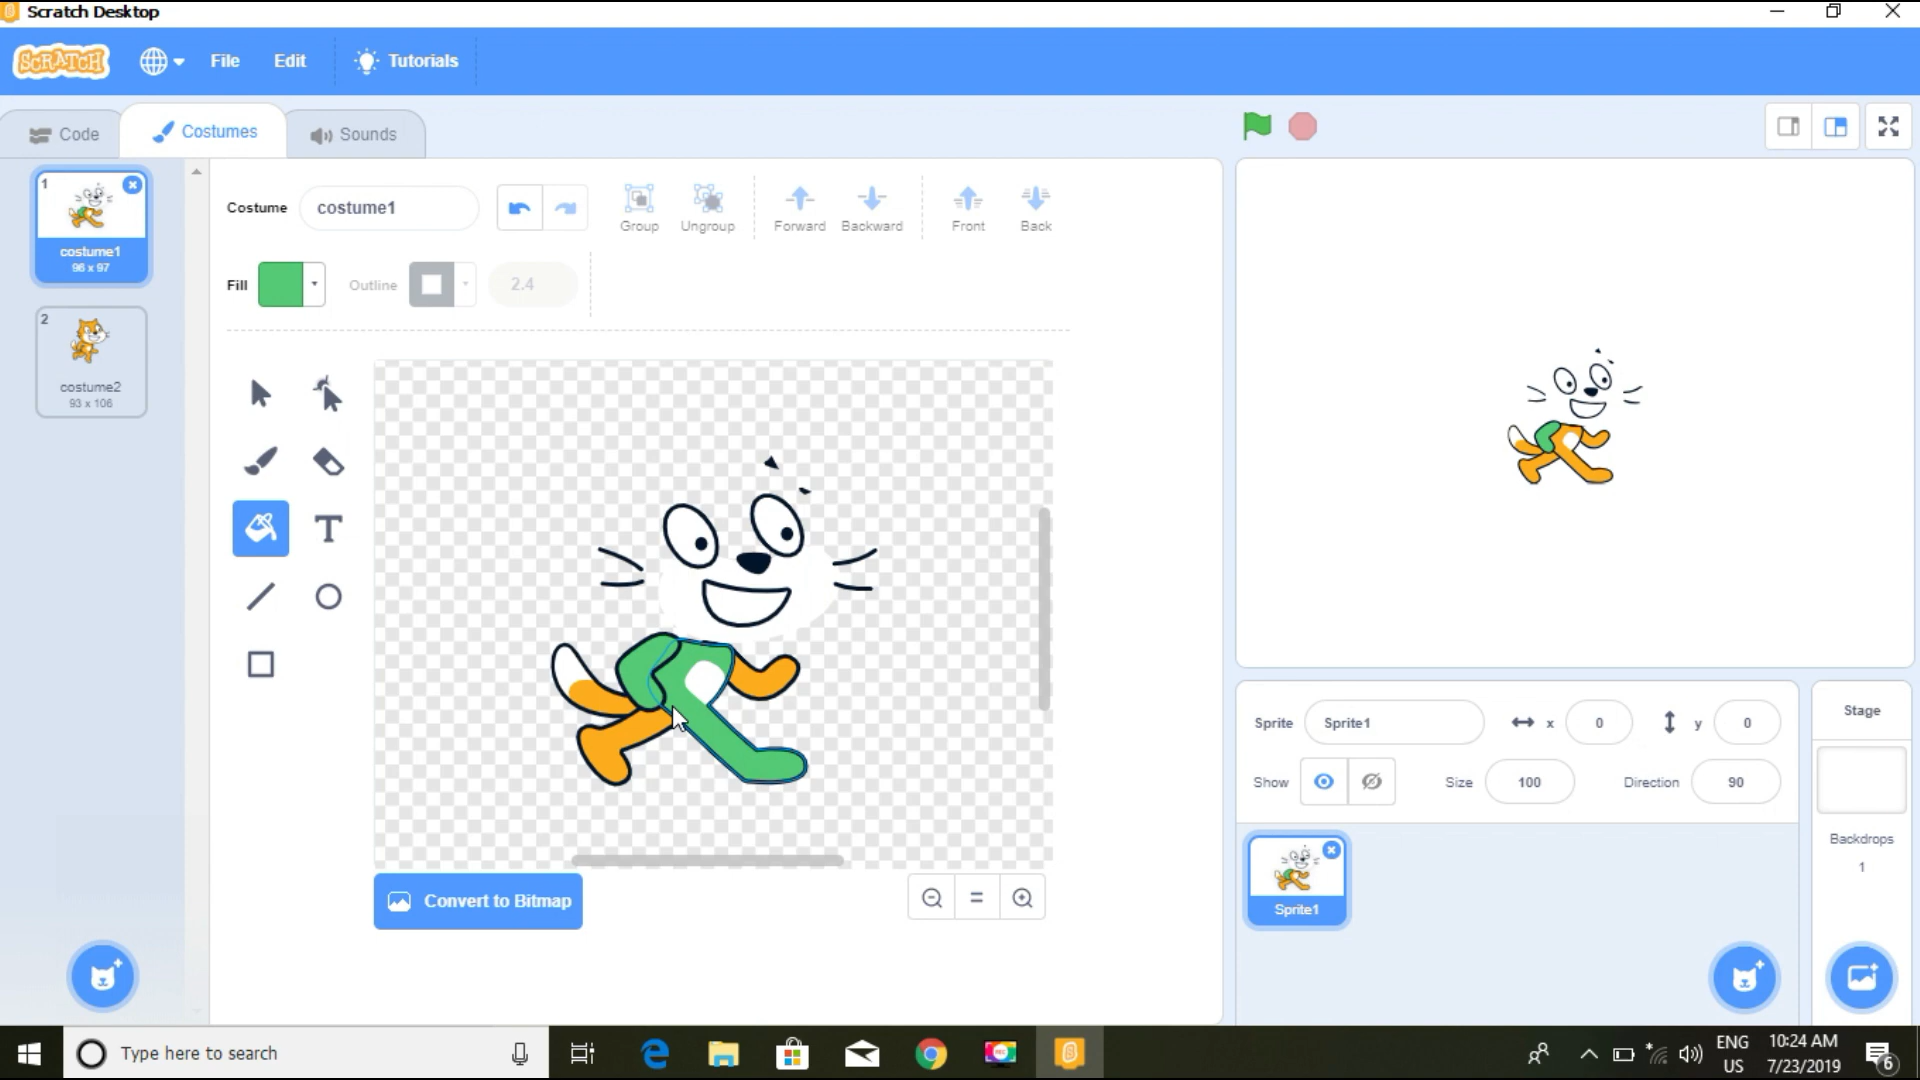 Scratch Desktop
SCRATCH
File
Edit
Tutorials
Code
Costumes
Sounds
1
costume1
96 x 97
2
costume2
93 x 106
Costume
costume1
Group
Ungroup
Forward
Backward
Front
Back
Fill
Outline
2.4
T
Convert to Bitmap
Sprite
Sprite1
x
0
y
0
Show
Size
100
Direction
90
Sprite1
Stage
Backdrops
1
Type here to search
ENG
US
10:24 AM
7/23/2019
6